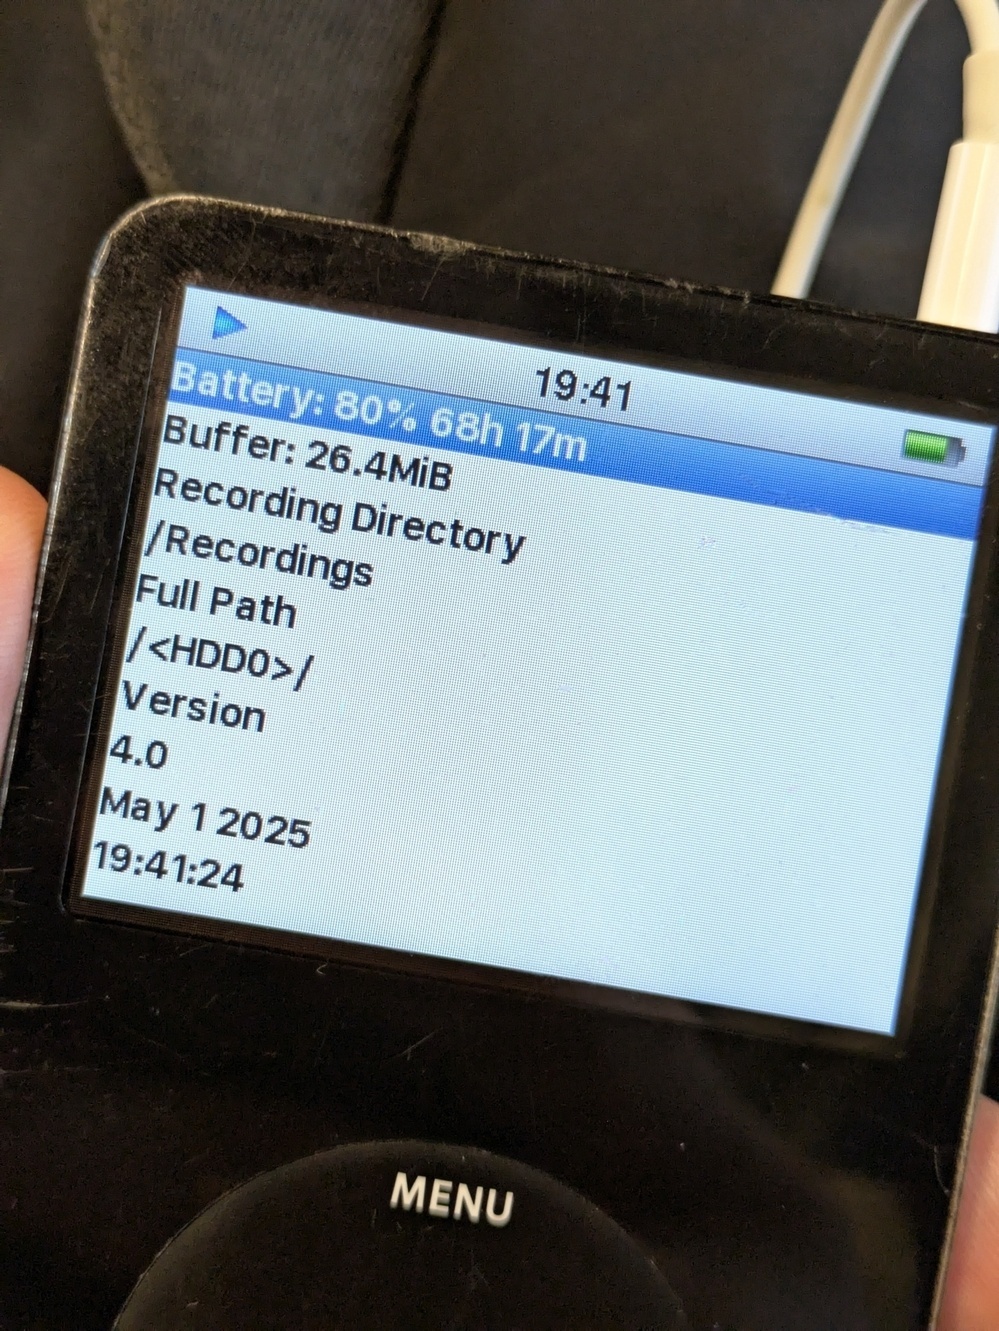 19:41
Battery: 80% 68h 17m
Buffer: 26.4MiB
Recording Directory
/Recordings
Full Path
/<HDD0>/
Version
4.0
May 1 2025
19:41:24
MENU